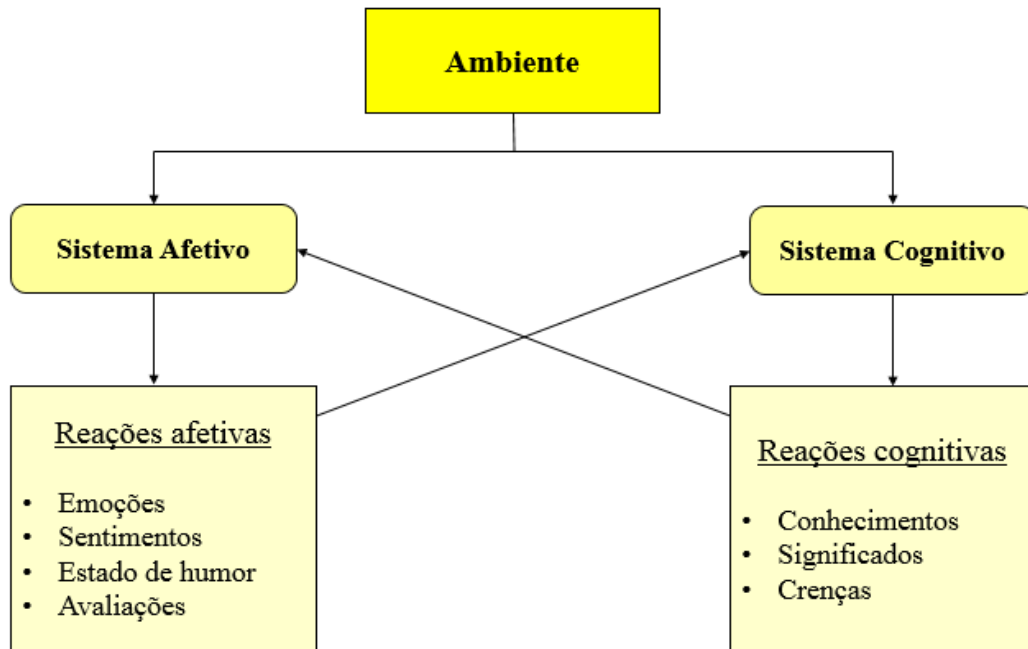 Ambiente
Sistema Afetivo
Sistema Cognitivo
Reações afetivas
• Emoções
• Sentimentos
• Estado de humor
• Avaliações
Reações cognitivas
• Conhecimentos
• Significados
• Crenças